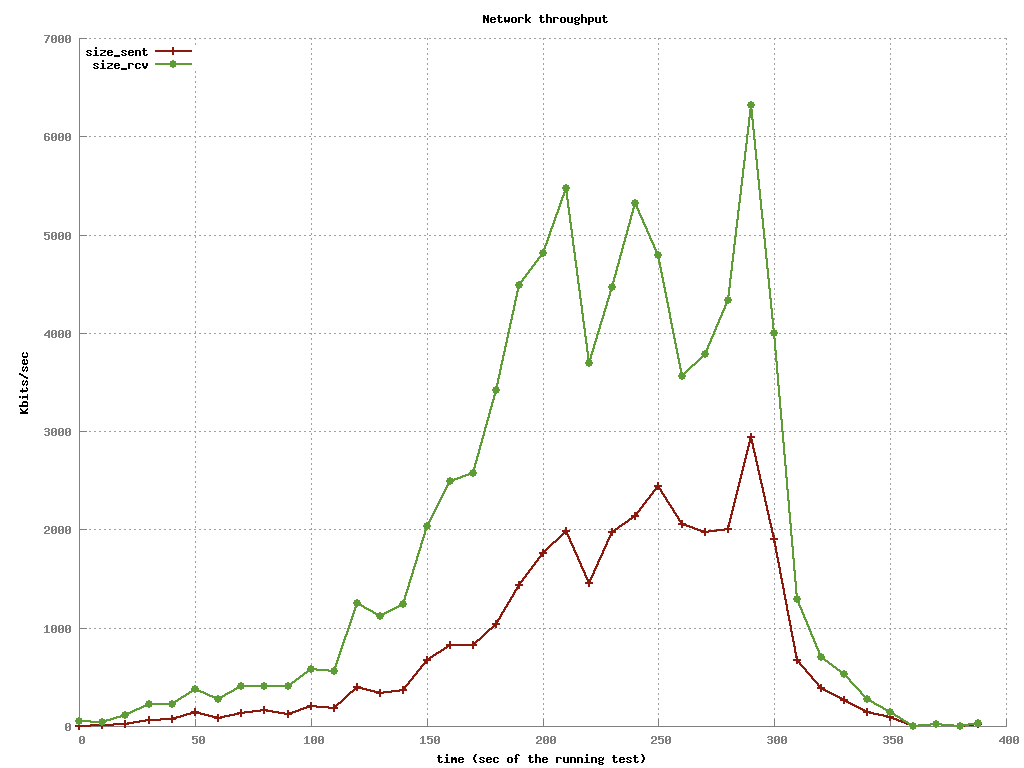 Network throughput
7000
size_sent
size_rcv
6000
5000
4000
Kbits/sec
3000
2000
1000
0
0 50 100 150 200 250 300 350 400
time (sec of the running test)